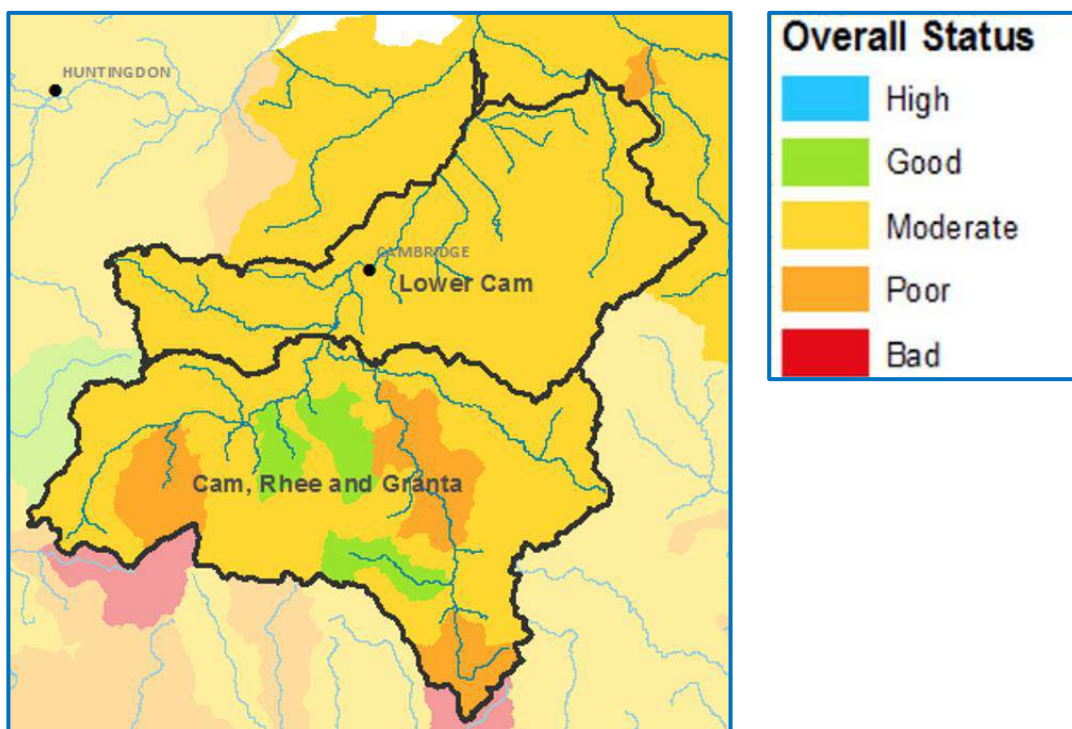 HUNTINGDON
CAMBRIDGE
Lower Cam
Cam, Rhee and Granta
Overall Status
High
Good
Moderate
Poor
Bad